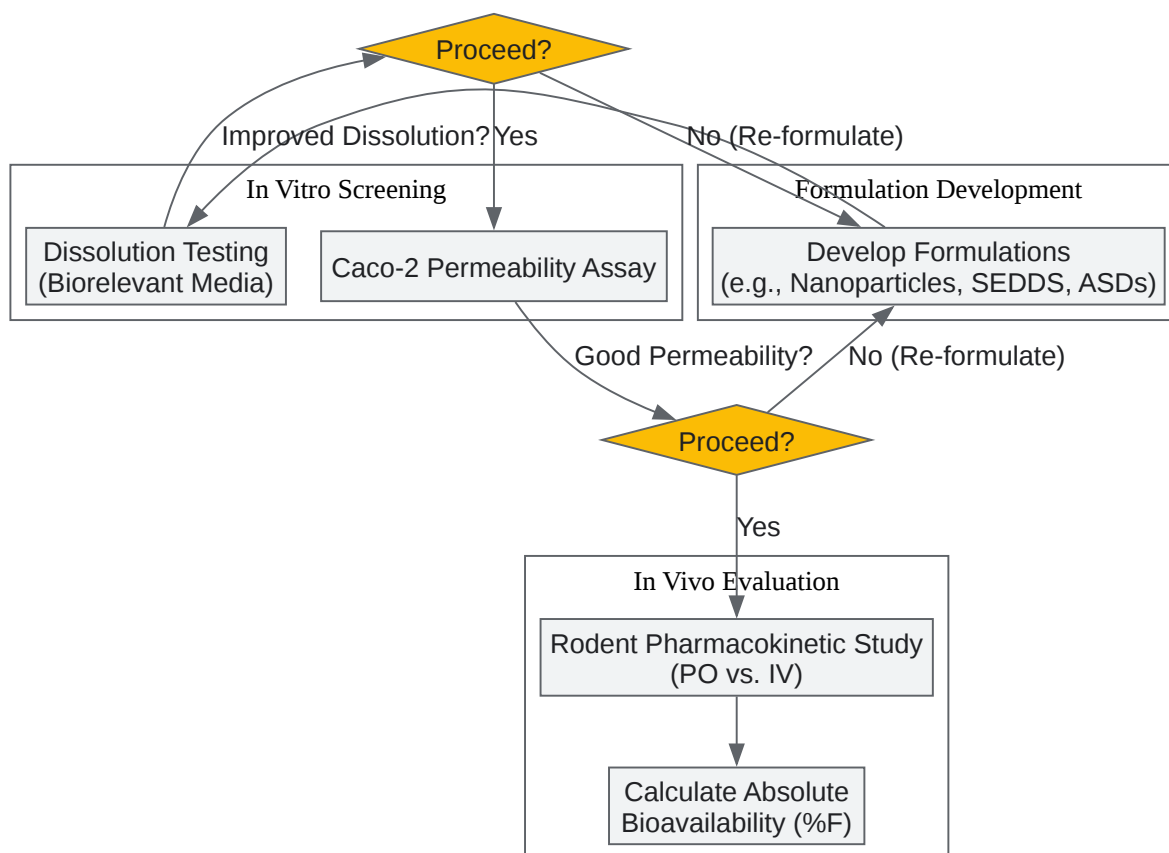 Proceed?
Improved Dissolution?
Yes
No (Re-formulate)
In Vitro Screening
Formulation Development
Dissolution Testing
(Biorelevant Media)
Caco-2 Permeability Assay
Develop Formulations
(e.g., Nanoparticles, SEDDS, ASDs)
Good Permeability?
No (Re-formulate)
Proceed?
Yes
In Vivo Evaluation
Rodent Pharmacokinetic Study
(PO vs. IV)
Calculate Absolute
Bioavailability (%F)